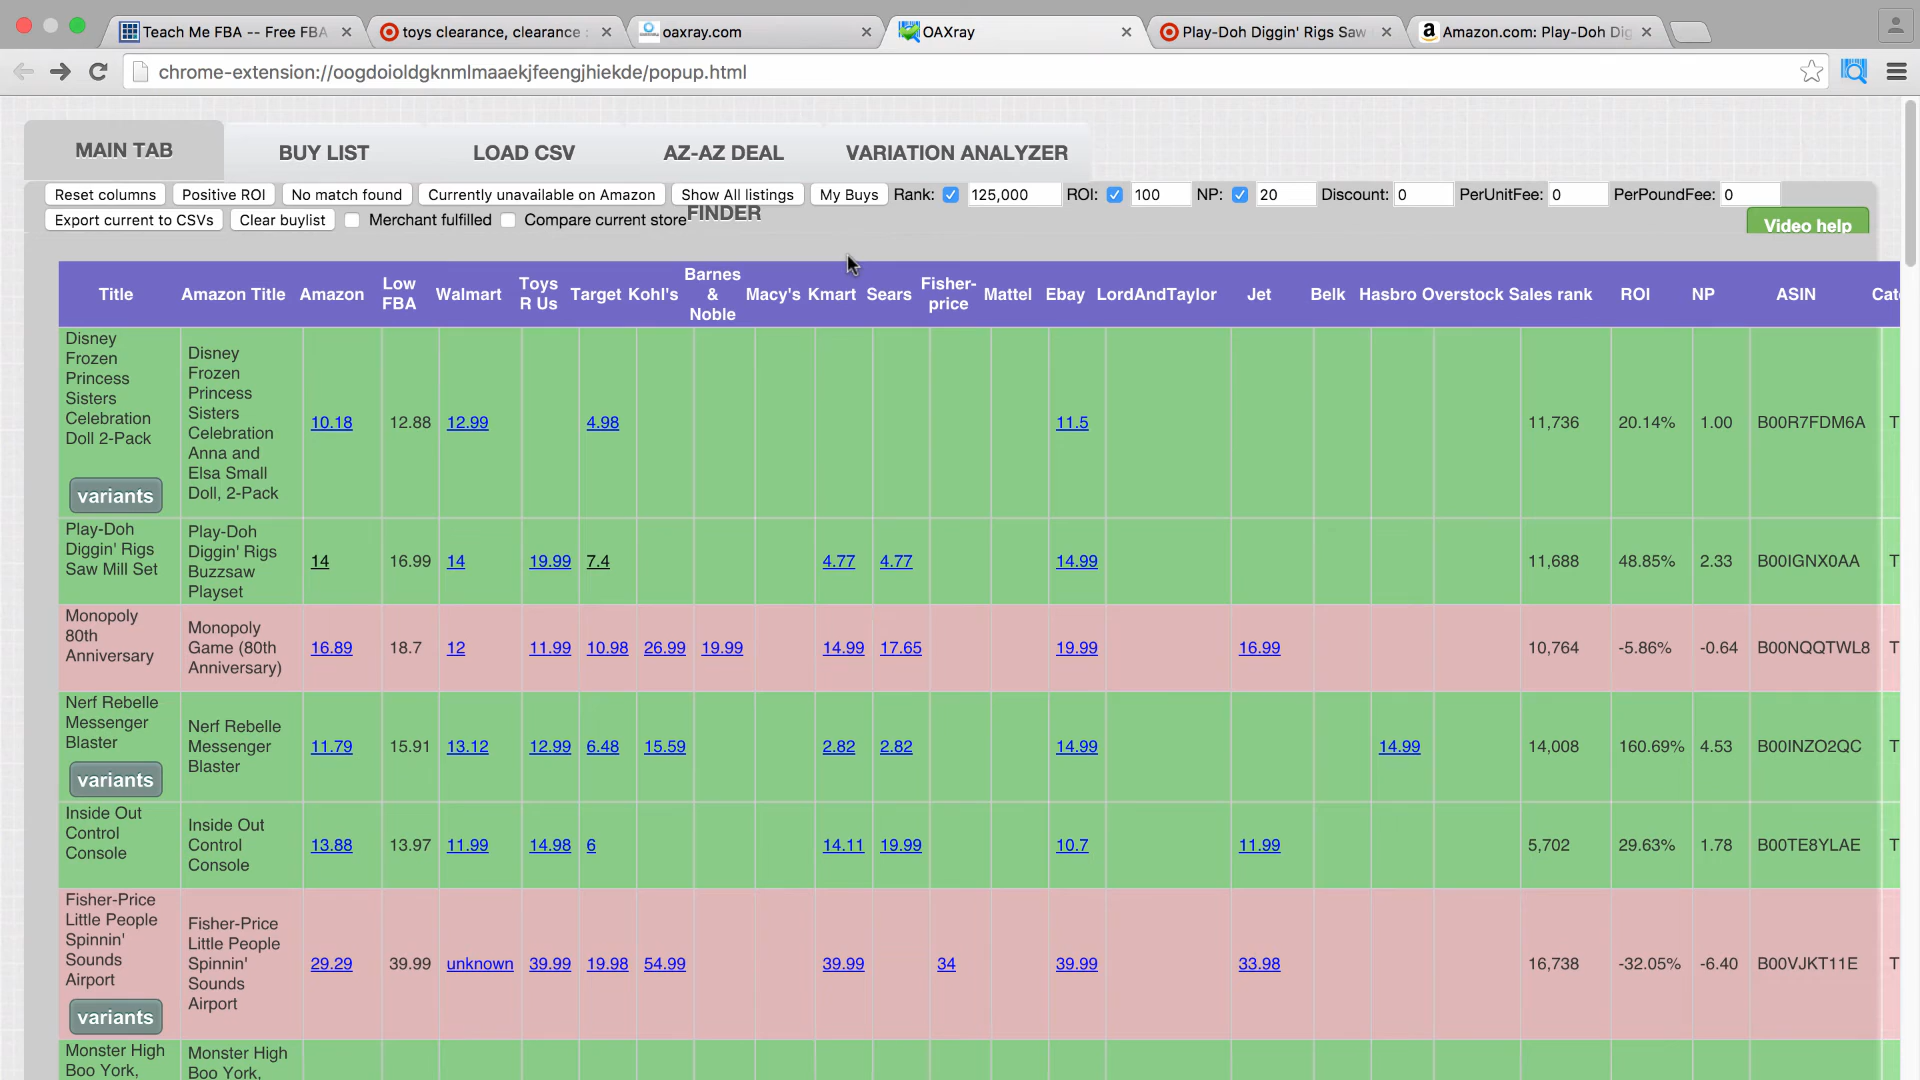 Teach Me FBA -- Free FBA
toys clearance, clearance
oaxray.com
OAXray
Play-Doh Diggin' Rigs Saw
Amazon.com: Play-Doh Dig
chrome-extension://oogdoioldgknmlmaaekjfeengjhiekde/popup.html
MAIN TAB BUY LIST LOAD CSV AZ-AZ DEAL VARIATION ANALYZER
Reset columns Positive ROI No match found Currently unavailable on Amazon Show All listings My Buys Rank: 125,000 ROI: 100 NP: 20 Discount: 0 PerUnitFee: 0 PerPoundFee: 0
Export current to CSVs Clear buylist Merchant fulfilled Compare current store FINDER
Video help
Title Amazon Title Amazon Low FBA Walmart Toys R Us Target Kohl's Barnes & Noble Macy's Kmart Sears Fisher-price Mattel Ebay LordAndTaylor Jet Belk Hasbro Overstock Sales rank ROI NP ASIN Cat
Disney Frozen Princess Sisters Celebration Doll 2-Pack variants Disney Frozen Princess Sisters Celebration Anna and Elsa Small Doll, 2-Pack 10.18 12.88 12.99 4.98 11.5 11,736 20.14% 1.00 B00R7FDM6A T
Play-Doh Diggin' Rigs Saw Mill Set Play-Doh Diggin' Rigs Buzzsaw Playset 14 16.99 14 19.99 7.4 4.77 4.77 14.99 11,688 48.85% 2.33 B00IGNX0AA T
Monopoly 80th Anniversary Monopoly Game (80th Anniversary) 16.89 18.7 12 11.99 10.98 26.99 19.99 14.99 17.65 19.99 16.99 10,764 -5.86% -0.64 B00NQQTWL8 T
Nerf Rebelle Messenger Blaster variants Nerf Rebelle Messenger Blaster 11.79 15.91 13.12 12.99 6.48 15.59 2.82 2.82 14.99 14.99 14,008 160.69% 4.53 B00INZO2QC T
Inside Out Control Console Inside Out Control Console 13.88 13.97 11.99 14.98 6 14.11 19.99 10.7 11.99 5,702 29.63% 1.78 B00TE8YLAE T
Fisher-Price Little People Spinnin' Sounds Airport variants Fisher-Price Little People Spinnin' Sounds Airport 29.29 39.99 unknown 39.99 19.98 54.99 39.99 34 39.99 33.98 16,738 -32.05% -6.40 B00VJKT11E T
Monster High Boo York, Monster High Boo York,